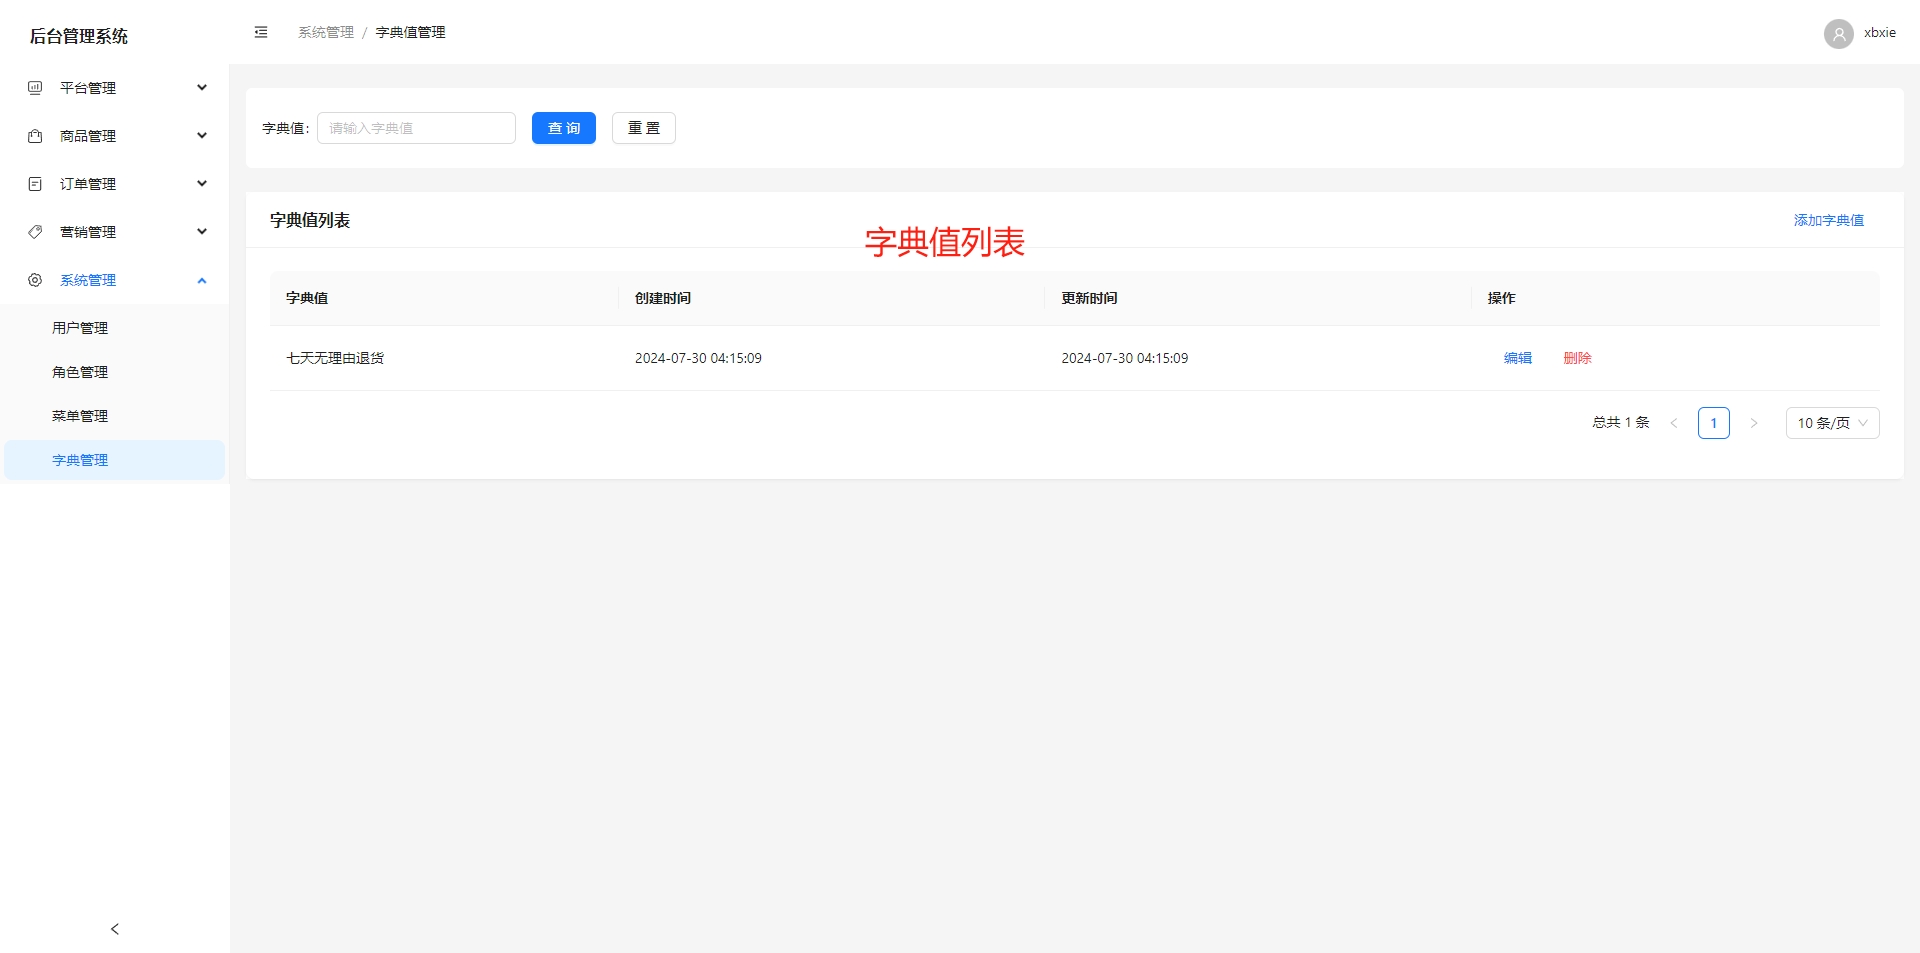 后台管理系统
系统管理 / 字典值管理
xbxie
平台管理
商品管理
订单管理
营销管理
系统管理
用户管理
角色管理
菜单管理
字典管理
字典值: 请输入字典值 查 询 重 置
字典值列表
添加字典值
字典值列表
字典值 创建时间 更新时间 操作
七天无理由退货 2024-07-30 04:15:09 2024-07-30 04:15:09 编辑 删除
总共 1 条 < 1 > 10 条/页